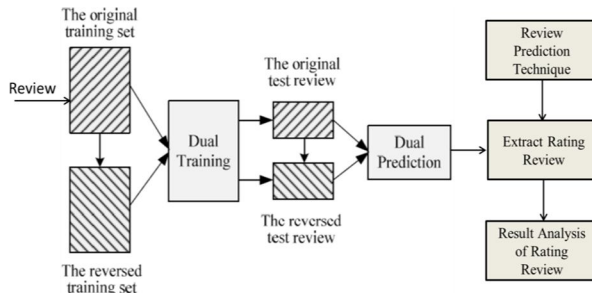 The original
training set
Review
The reversed
training set
Dual
Training
The original
test review
The reversed
test review
Dual
Prediction
Review
Prediction
Technique
Extract Rating
Review
Result Analysis
of Rating
Review